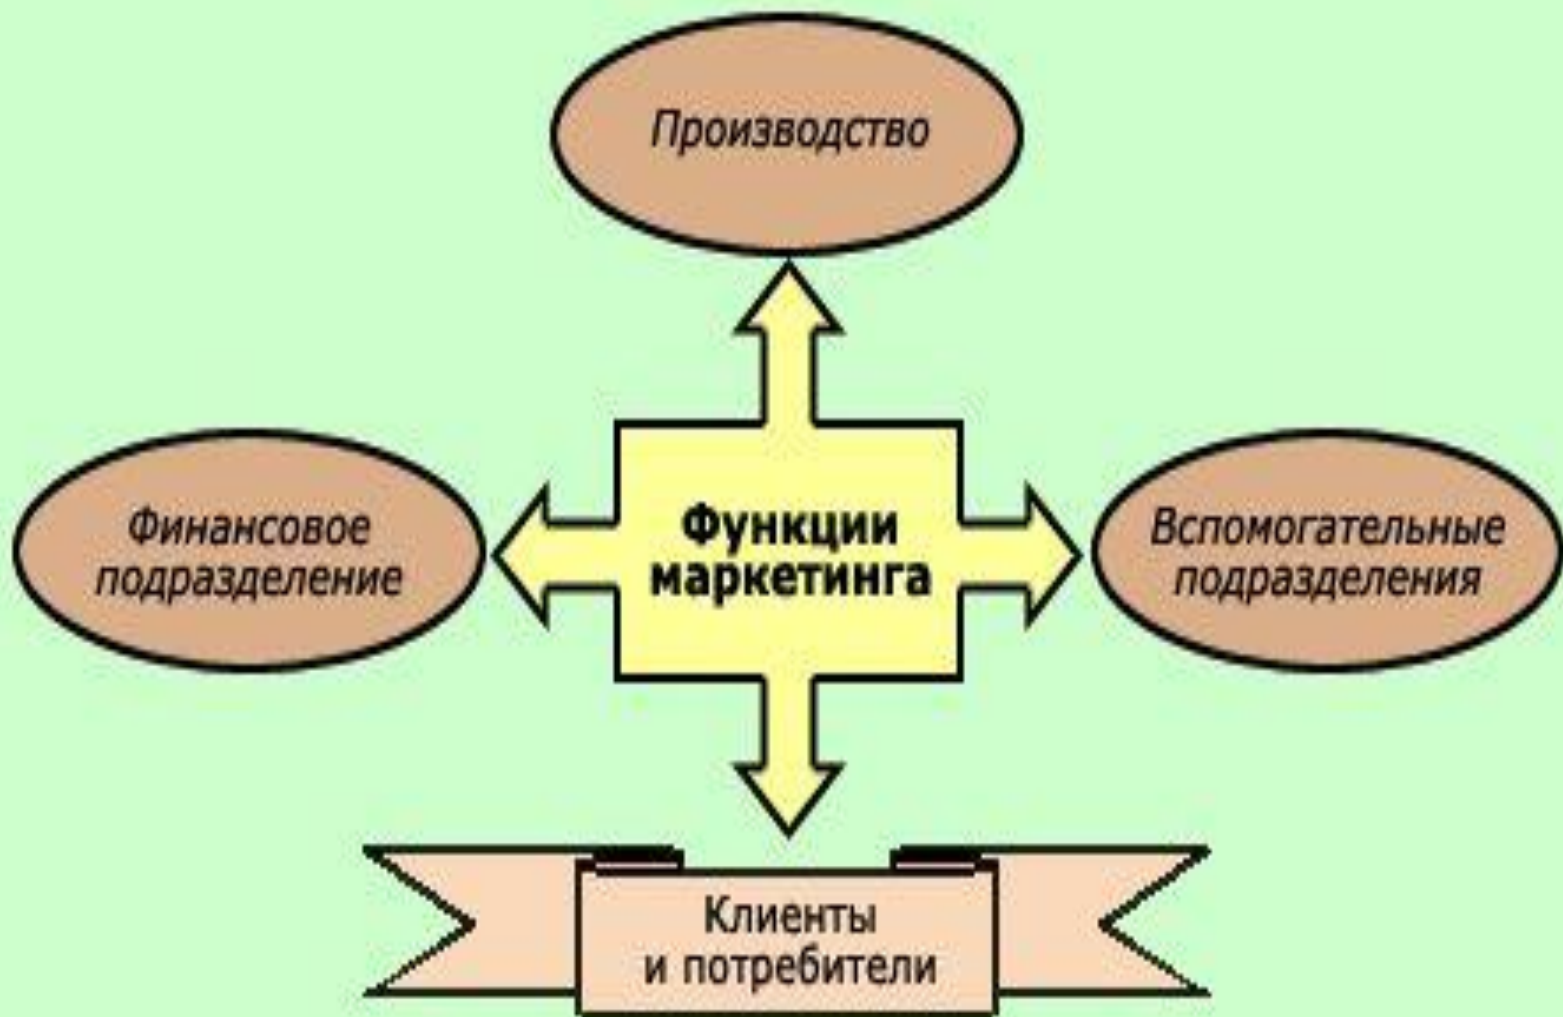 Производство
Финансовое
подразделение
Функции
маркетинга
Вспомогательные
подразделения
Клиенты
и потребители